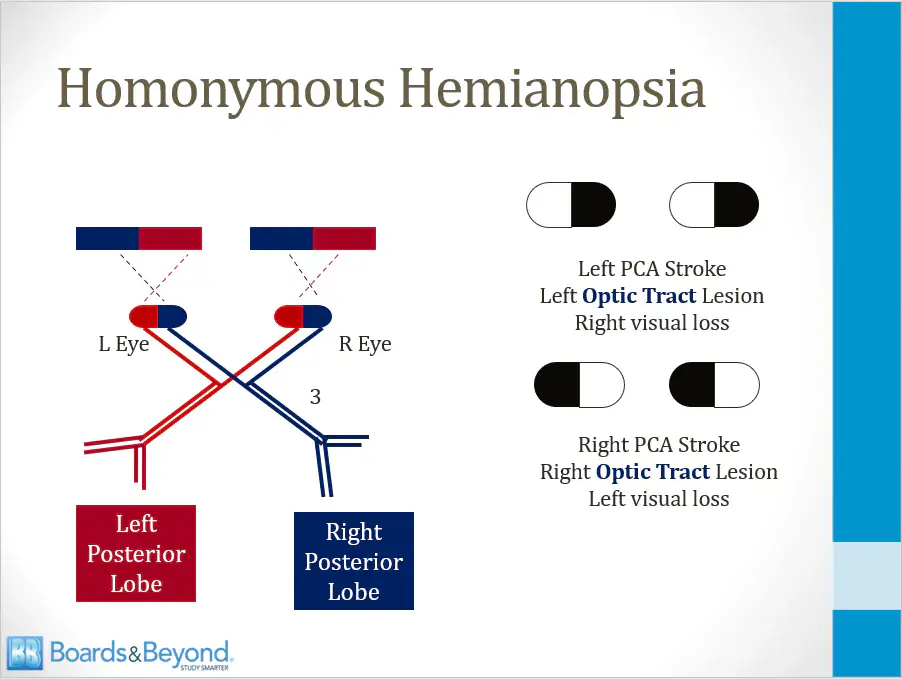 Homonymous Hemianopsia
L Eye
R Eye
3
Left
Posterior
Lobe
Right
Posterior
Lobe
Left PCA Stroke
Left Optic Tract Lesion
Right visual loss
Right PCA Stroke
Right Optic Tract Lesion
Left visual loss
BB Boards&Beyond.
STUDY SMARTER